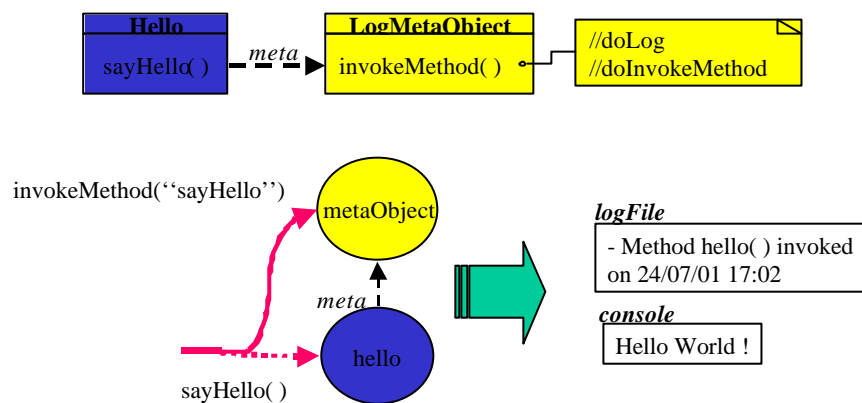 Hello
sayHello( )
meta
LogMetaObject
invokeMethod( )
//doLog
//doInvokeMethod
invokeMethod(‘‘sayHello’’)
metaObject
meta
hello
sayHello( )
logFile
- Method hello( ) invoked
on 24/07/01 17:02
console
Hello World !